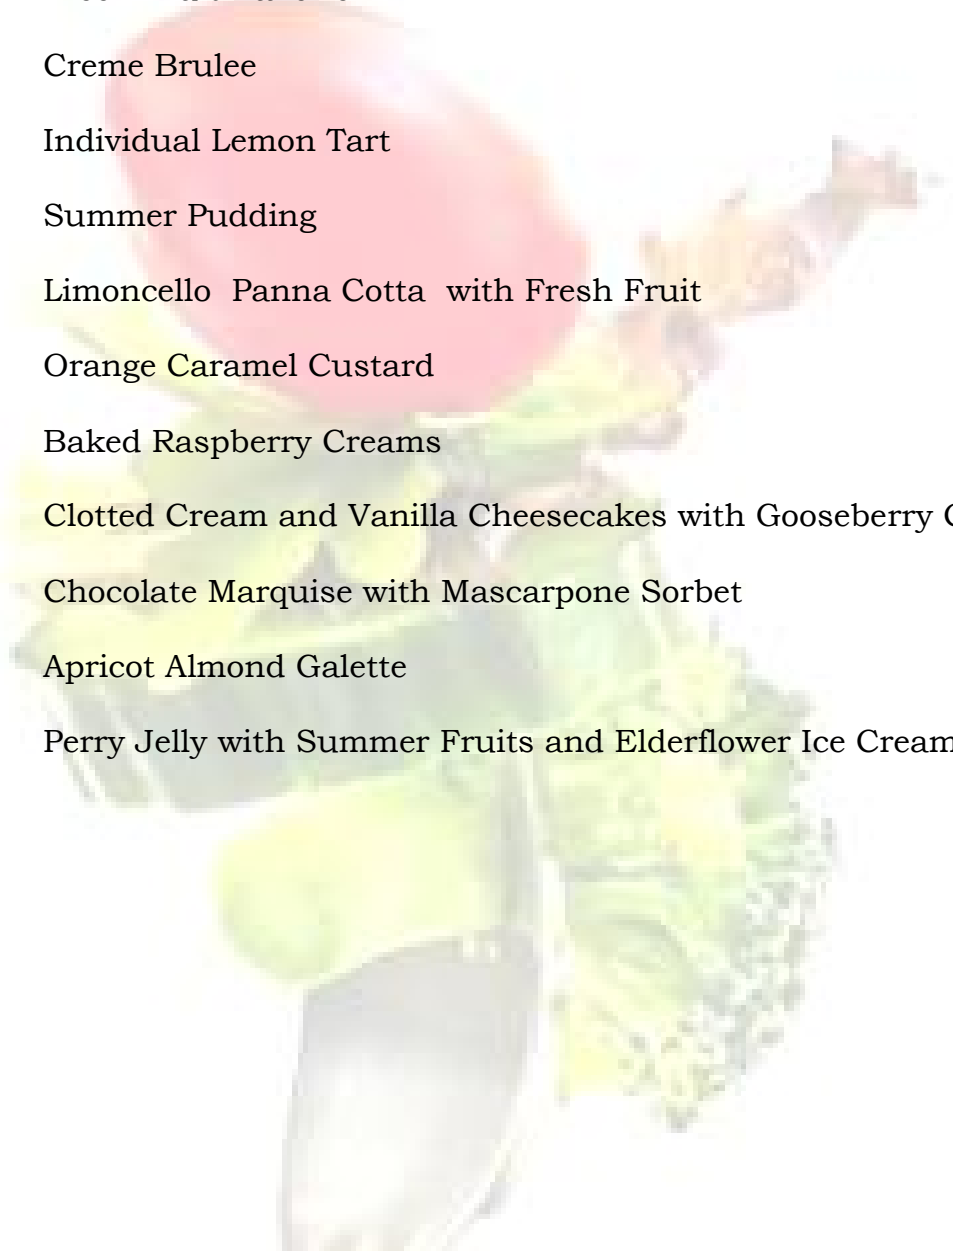 Creme Brulee
Individual Lemon Tart
Summer Pudding
Limoncello  Panna Cotta  with Fresh Fruit
Orange Caramel Custard
Baked Raspberry Creams
Clotted Cream and Vanilla Cheesecakes with Gooseberry
Chocolate Marquise with Mascarpone Sorbet
Apricot Almond Galette
Perry Jelly with Summer Fruits and Elderflower Ice Cream